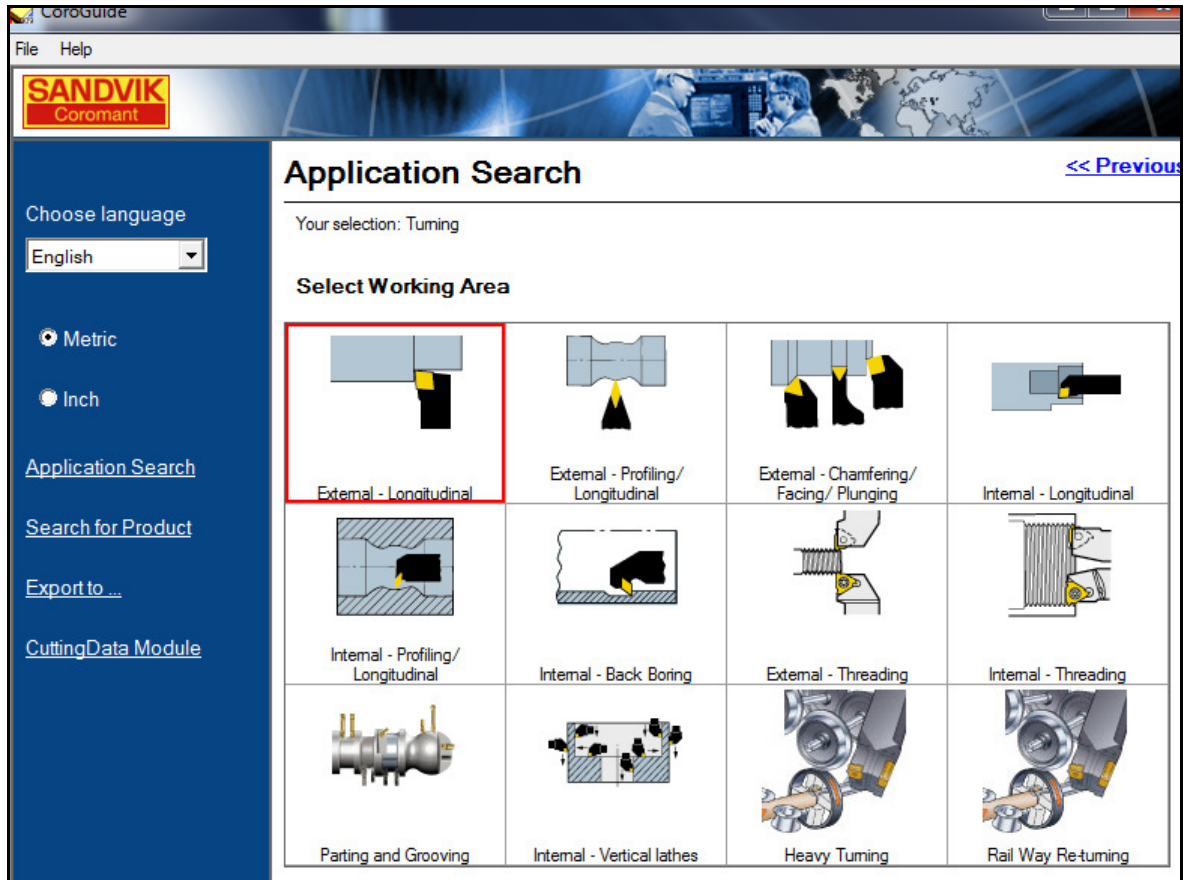 CoroGuide
File Help
SANDVIK
Coromant
Application Search
<< Previous
Choose language
English
Metric
Inch
Application Search
Search for Product
Export to ...
CuttingData Module
Your selection: Turning
Select Working Area
External - Longitudinal
External - Profiling/
Longitudinal
External - Chamfering/
Facing/ Plunging
Internal - Longitudinal
Internal - Profiling/
Longitudinal
Internal - Back Boring
External - Threading
Internal - Threading
Parting and Grooving
Internal - Vertical lathes
Heavy Turning
Rail Way Re-turning